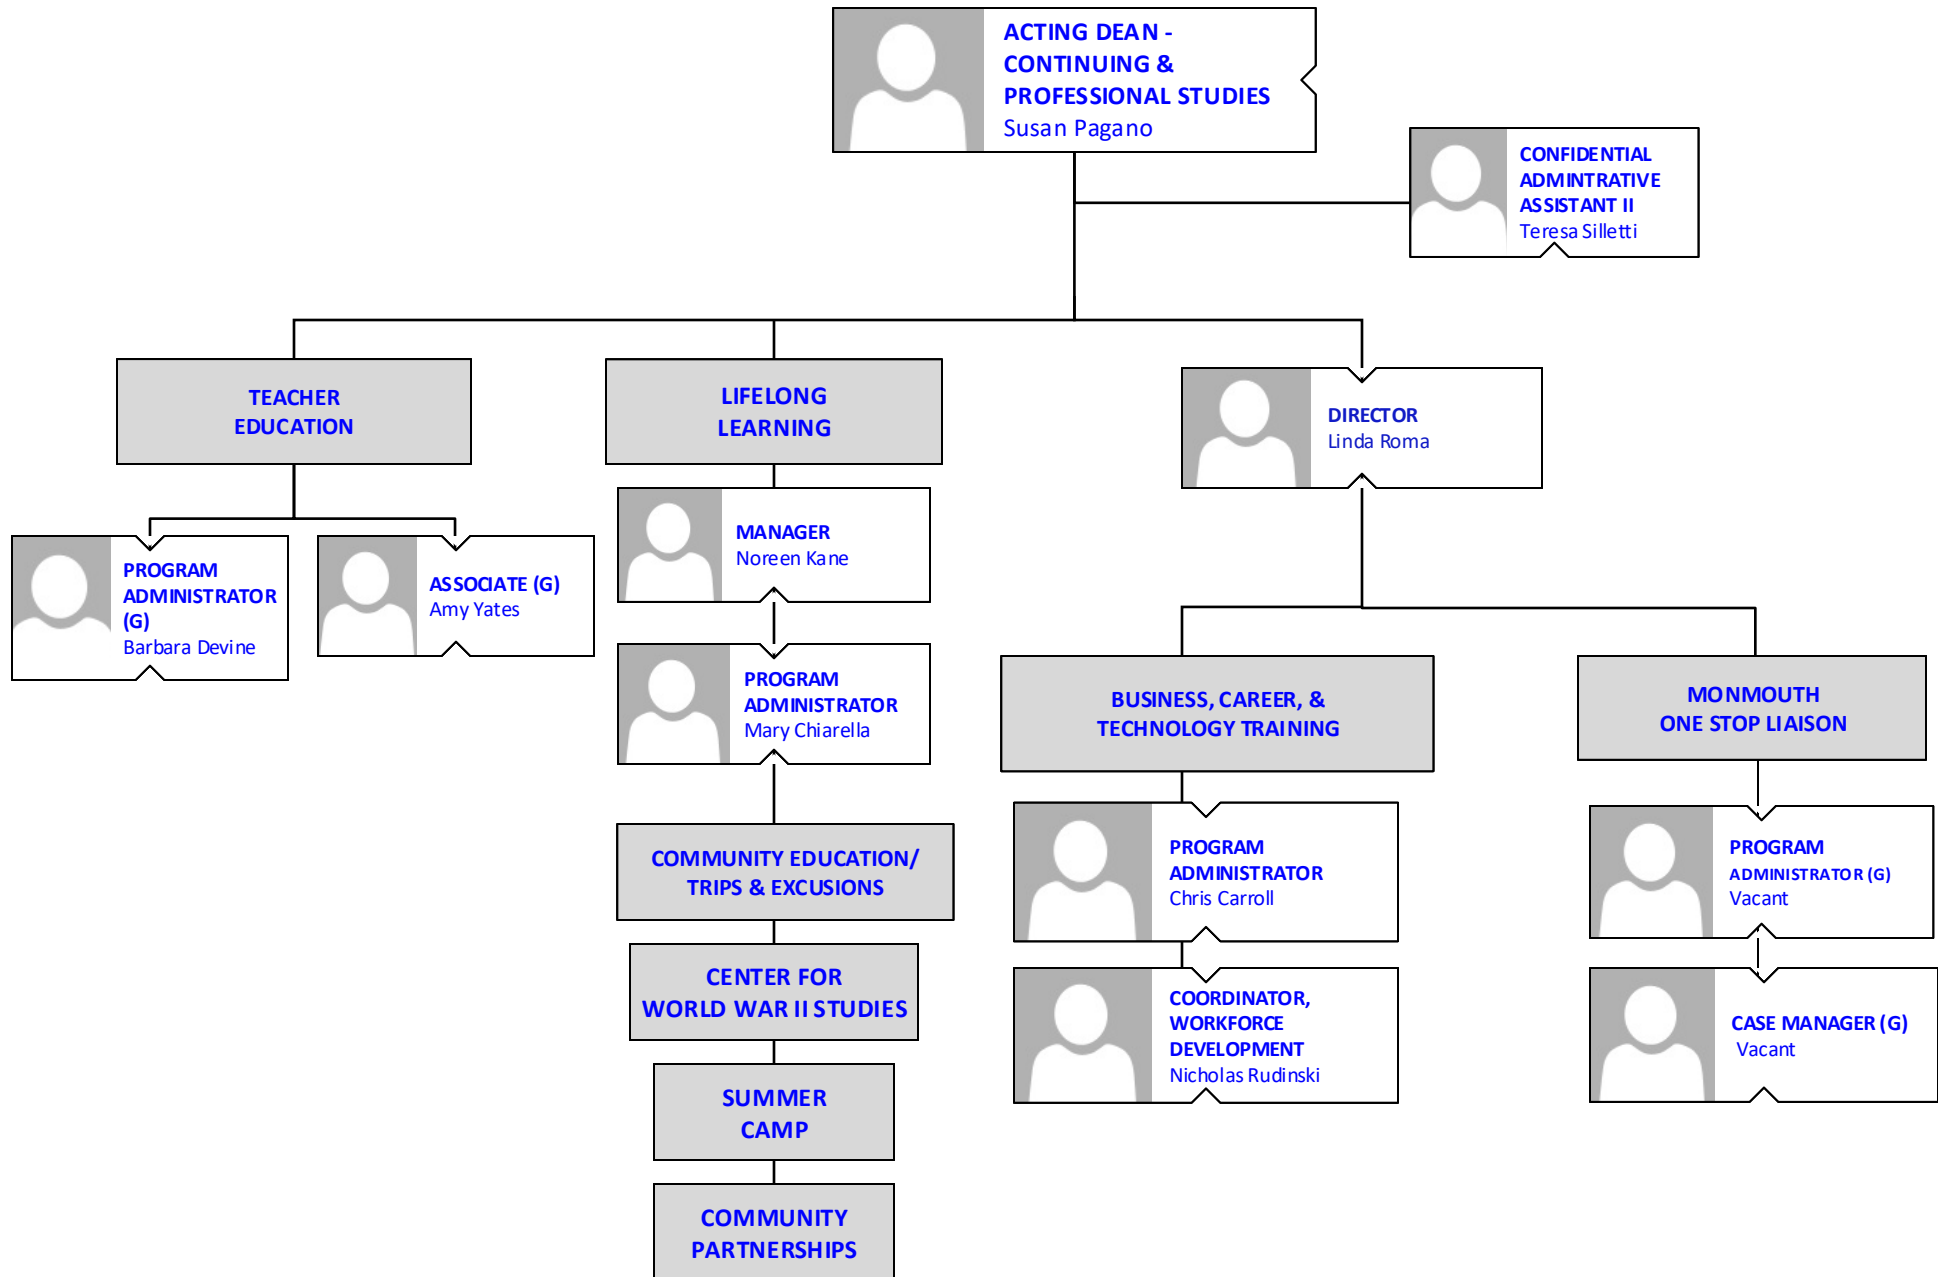 ACTING DEAN -
CONTINUING &
PROFESSIONAL STUDIES
Susan Pagano
CONFIDENTIAL
ADMINTRATIVE
ASSISTANT II
Teresa Silletti
TEACHER
EDUCATION
LIFELONG
LEARNING
DIRECTOR
Linda Roma
PROGRAM
ADMINISTRATOR
(G)
Barbara Devine
ASSOCIATE (G)
Amy Yates
MANAGER
Noreen Kane
PROGRAM
ADMINISTRATOR
Mary Chiarella
BUSINESS, CAREER, &
TECHNOLOGY TRAINING
MONMOUTH
ONE STOP LIAISON
COMMUNITY EDUCATION/
TRIPS & EXCUSIONS
PROGRAM
ADMINISTRATOR
Chris Carroll
PROGRAM
ADMINISTRATOR (G)
Vacant
CENTER FOR
WORLD WAR II STUDIES
COORDINATOR,
WORKFORCE
DEVELOPMENT
Nicholas Rudinski
CASE MANAGER (G)
Vacant
SUMMER
CAMP
COMMUNITY
PARTNERSHIPS